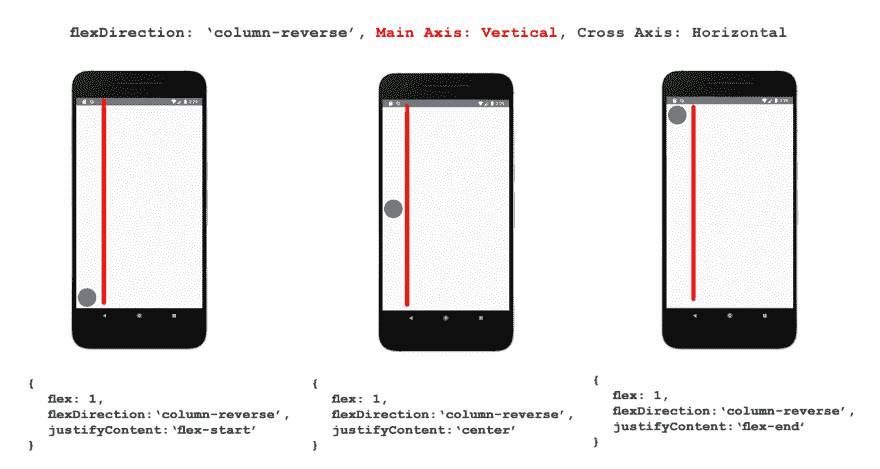 flexDirection: ‘column-reverse’, Main Axis: Vertical, Cross Axis: Horizontal
{
flex: 1,
flexDirection: ‘column-reverse’,
justifyContent: ‘flex-start’
}
{
flex: 1,
flexDirection: ‘column-reverse’,
justifyContent: ‘center’
}
{
flex: 1,
flexDirection: ‘column-reverse’,
justifyContent: ‘flex-end’
}